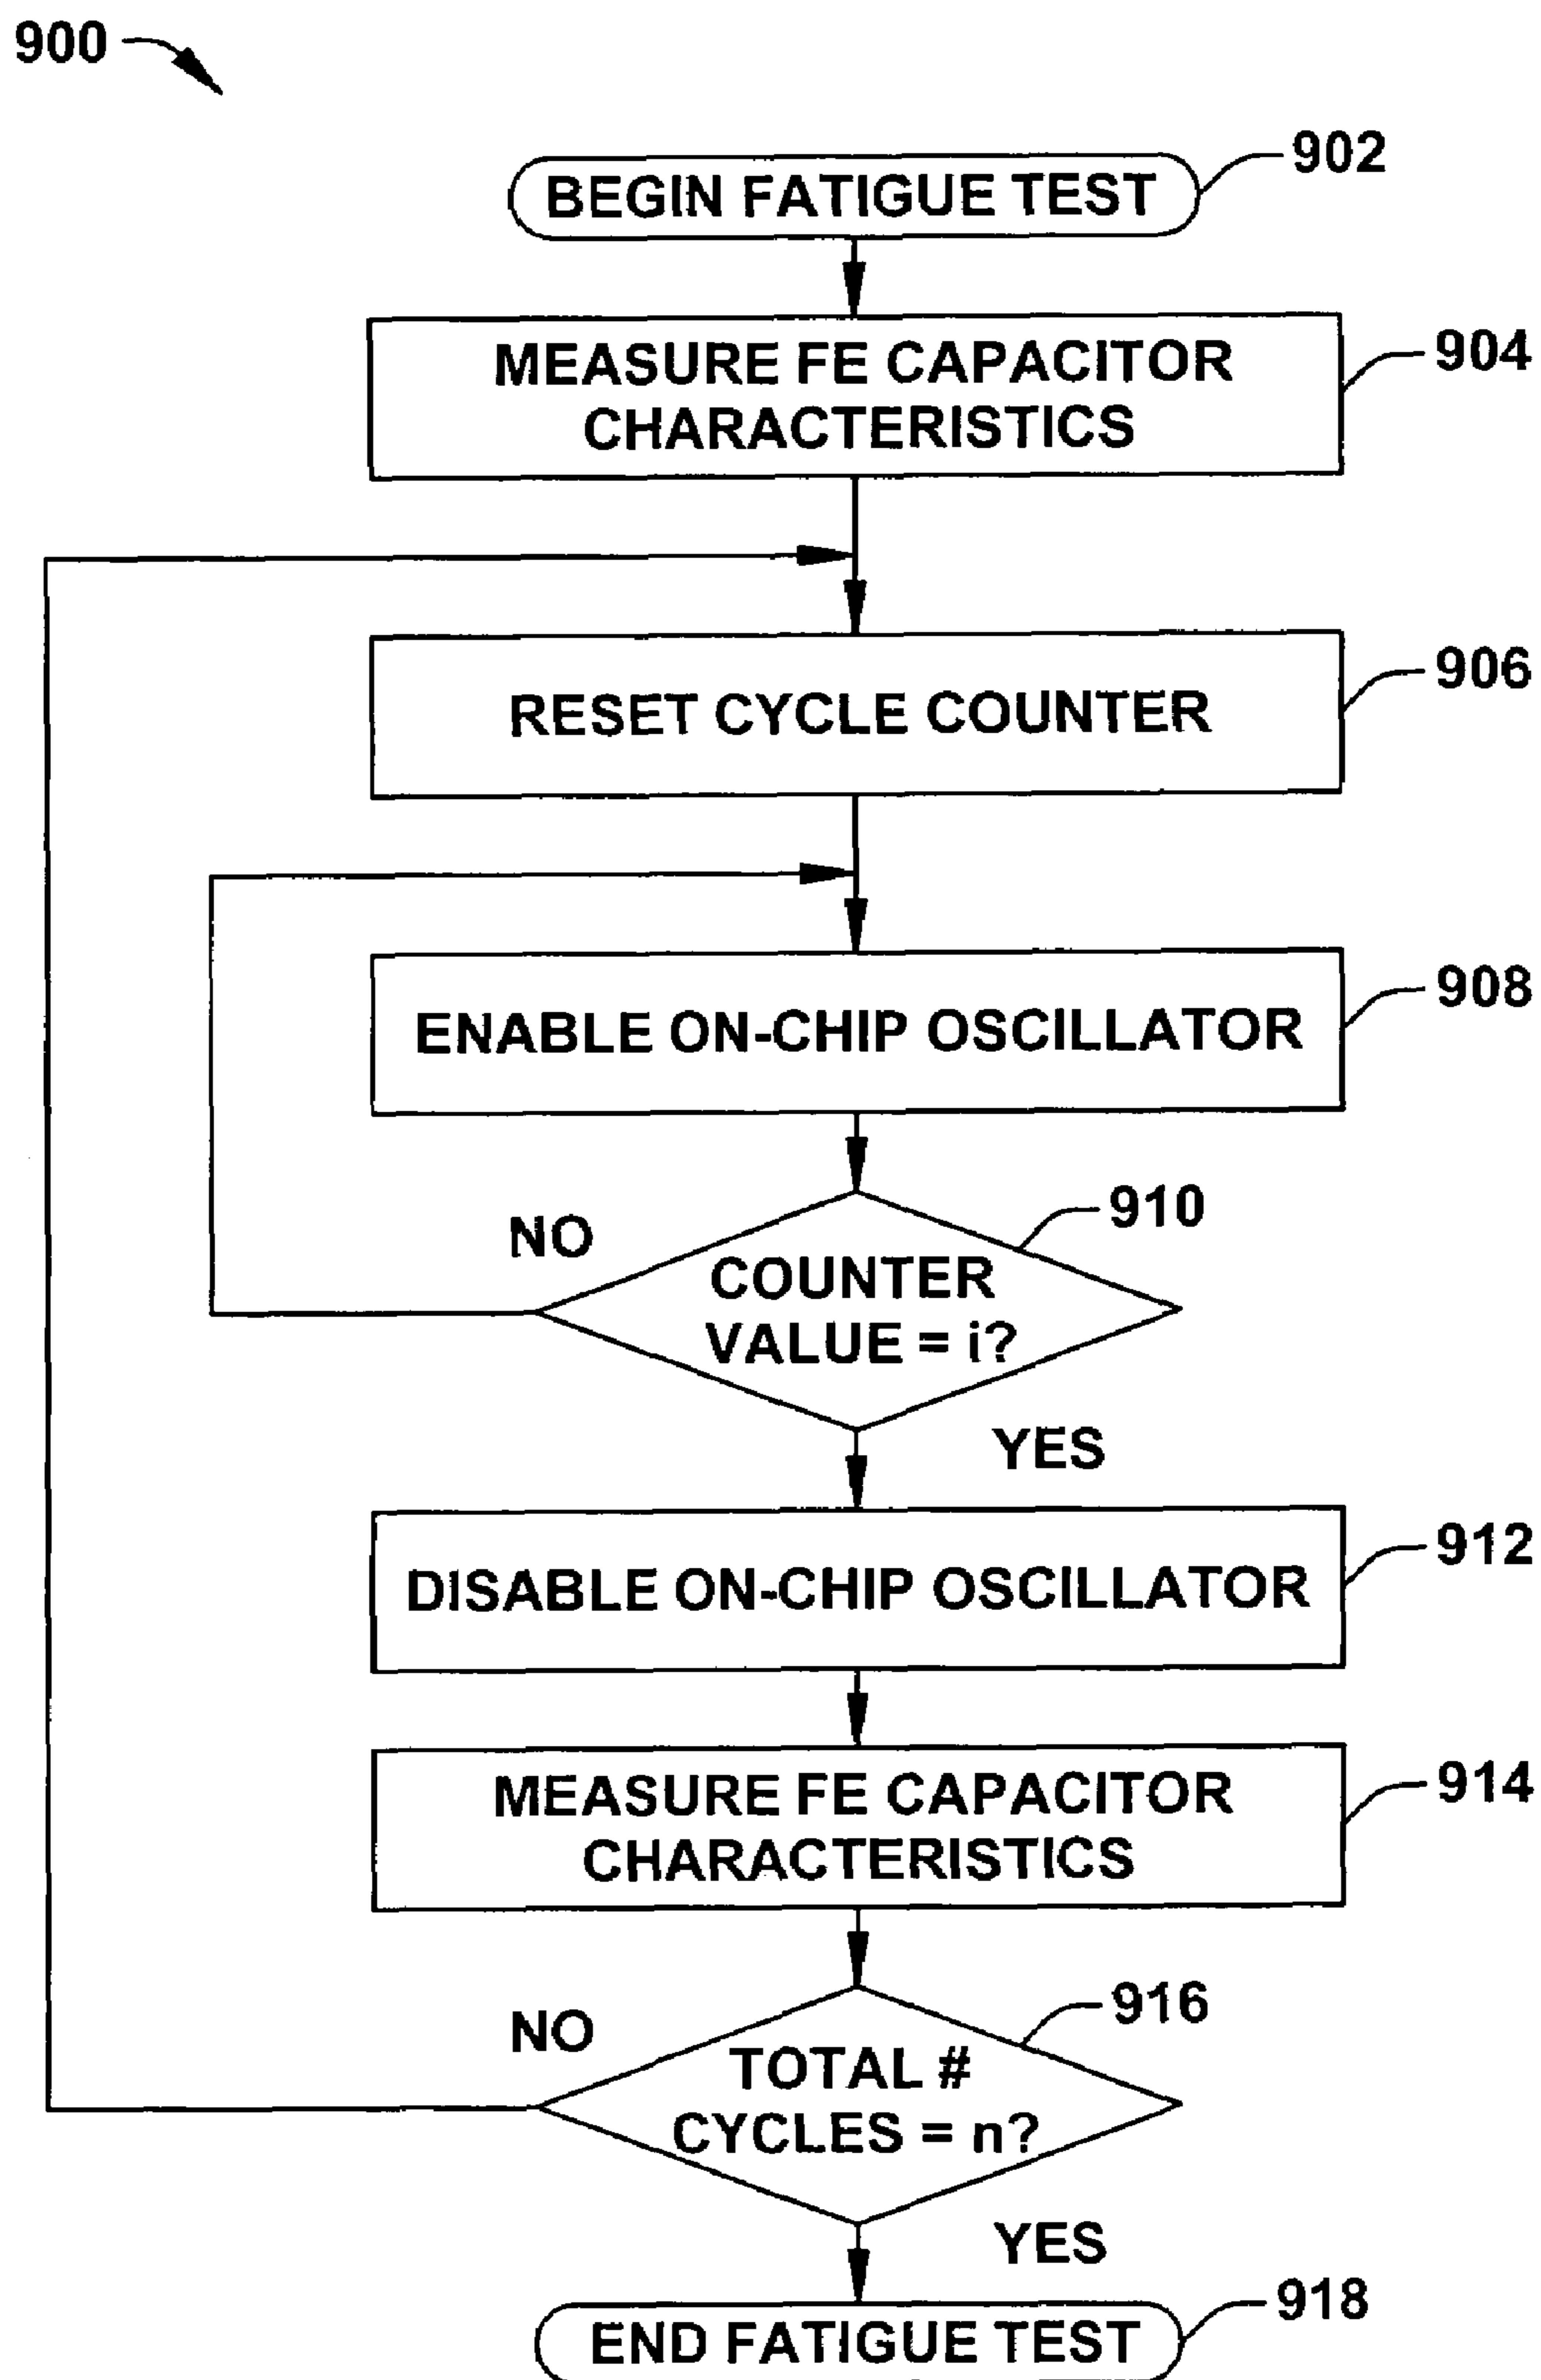 900
BEGIN FATIGUE TEST
902
MEASURE FE CAPACITOR
CHARACTERISTICS
904
RESET CYCLE COUNTER
906
ENABLE ON-CHIP OSCILLATOR
908
910
NO
COUNTER
VALUE = i?
YES
DISABLE ON-CHIP OSCILLATOR
912
MEASURE FE CAPACITOR
CHARACTERISTICS
914
916
NO
TOTAL #
CYCLES = n?
YES
END FATIGUE TEST
918